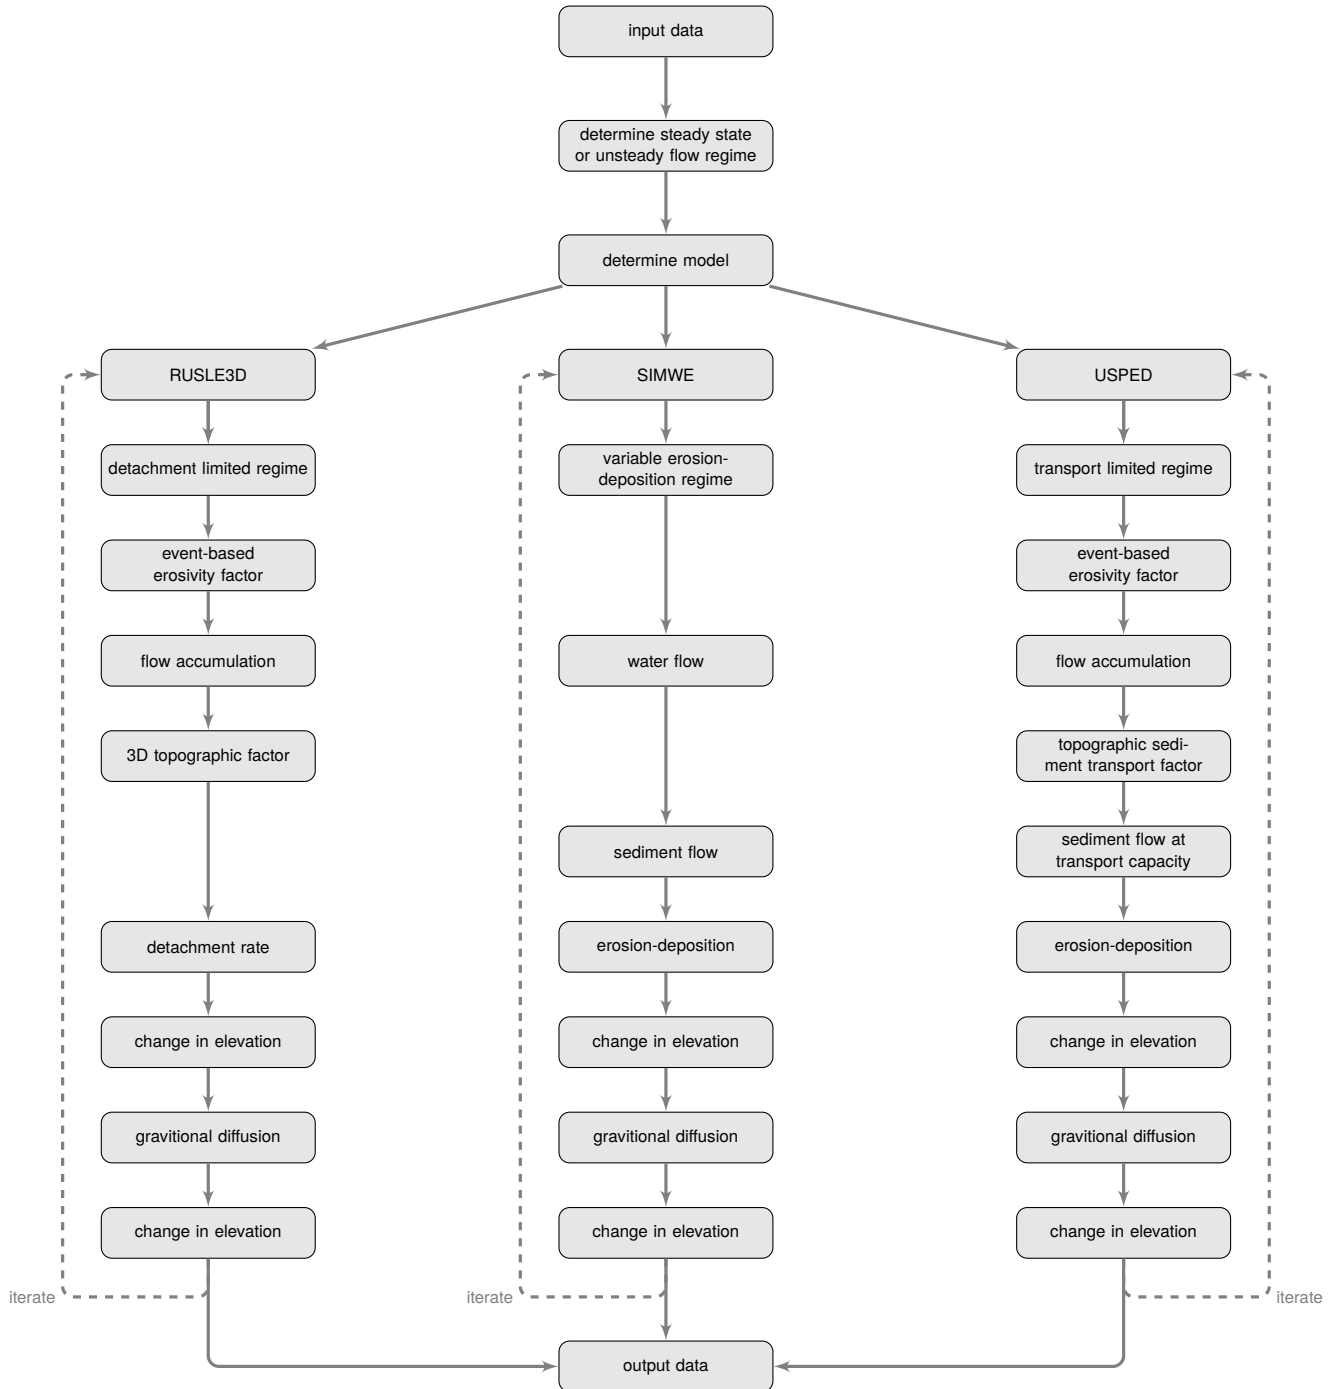 input data
determine steady state
or unsteady flow regime
determine model
RUSLE3D
detachment limited regime
event-based
erosivity factor
flow accumulation
3D topographic factor
detachment rate
change in elevation
gravitional diffusion
change in elevation
iterate
SIMWE
variable erosion-
deposition regime
water flow
sediment flow
erosion-deposition
change in elevation
gravitional diffusion
change in elevation
iterate
USPED
transport limited regime
event-based
erosivity factor
flow accumulation
topographic sedi-
ment transport factor
sediment flow at
transport capacity
erosion-deposition
change in elevation
gravitional diffusion
change in elevation
iterate
output data